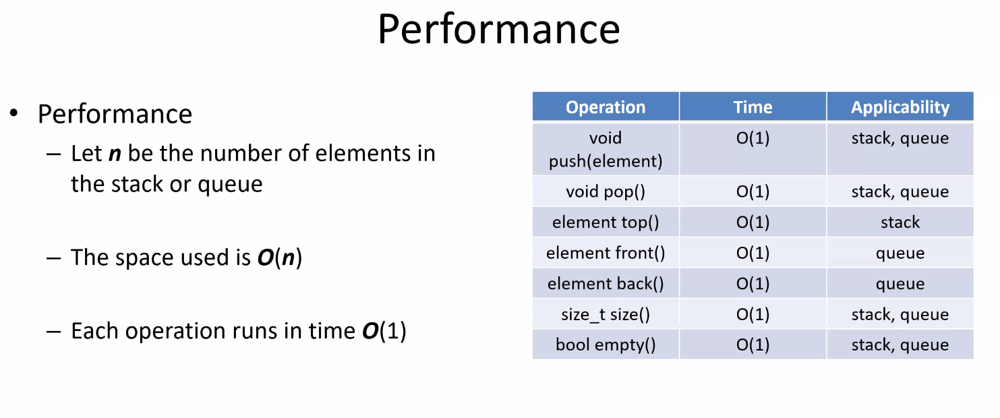 Performance
• Performance
– Let n be the number of elements in
the stack or queue
– The space used is O(n)
– Each operation runs in time O(1)
Operation Time Applicability
void O(1) stack, queue
push(element)
void pop() O(1) stack, queue
element top() O(1) stack
element front() O(1) queue
element back() O(1) queue
size_t size() O(1) stack, queue
bool empty() O(1) stack, queue